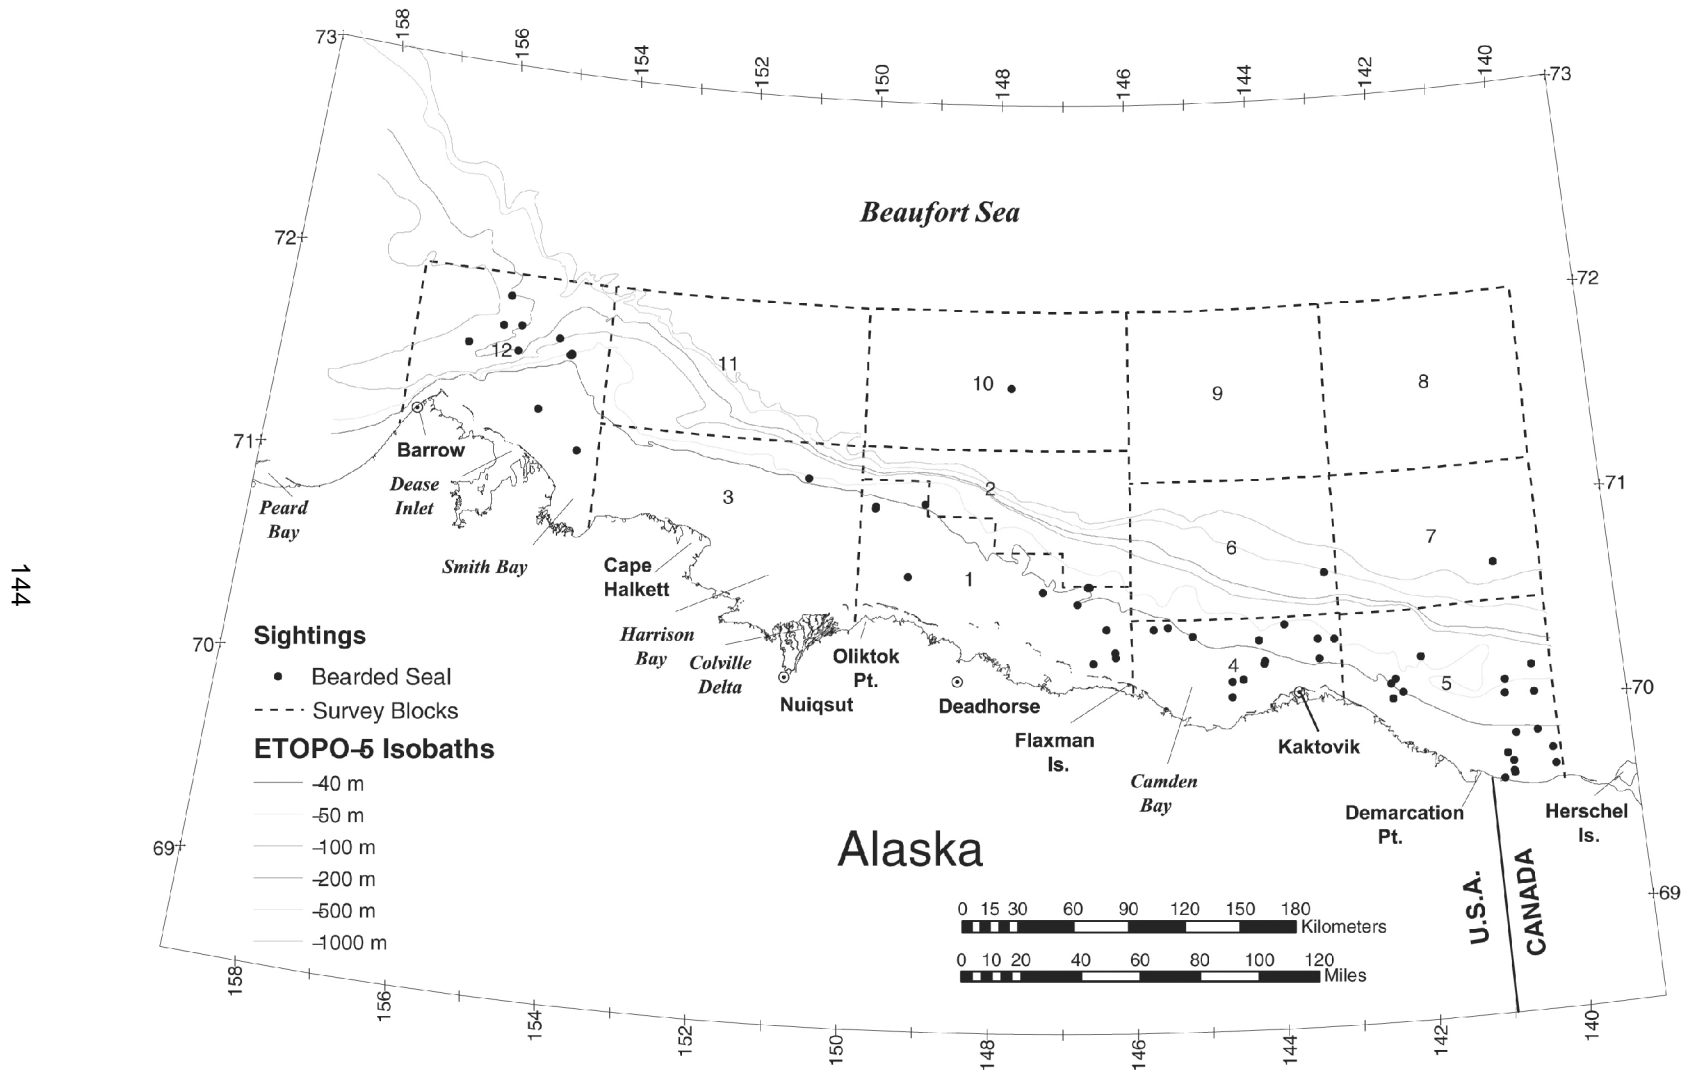 158
156
154
152
150
148
146
144
142
140
73
73
Beaufort Sea
72
72
12
11
10
9
8
71
71
Barrow
Peard
Bay
Dease
Inlet
Smith Bay
3
2
6
7
1
Cape
Halkett
Harrison
Bay
Colville
Delta
Oliktok
Pt.
Nuiqsut
Deadhorse
Flaxman
Is.
4
5
Kaktovik
Camden
Bay
Demarcation
Pt.
Herschel
Is.
70
70
144
Sightings
Bearded Seal
Survey Blocks
ETOPO-5 Isobaths
-40 m
-50 m
-100 m
-200 m
-500 m
-1000 m
Alaska
U.S.A.
CANADA
69
69
0 15 30 60 90 120 150 180
Kilometers
0 10 20 40 60 80 100 120
Miles
158
156
154
152
150
148
146
144
142
140